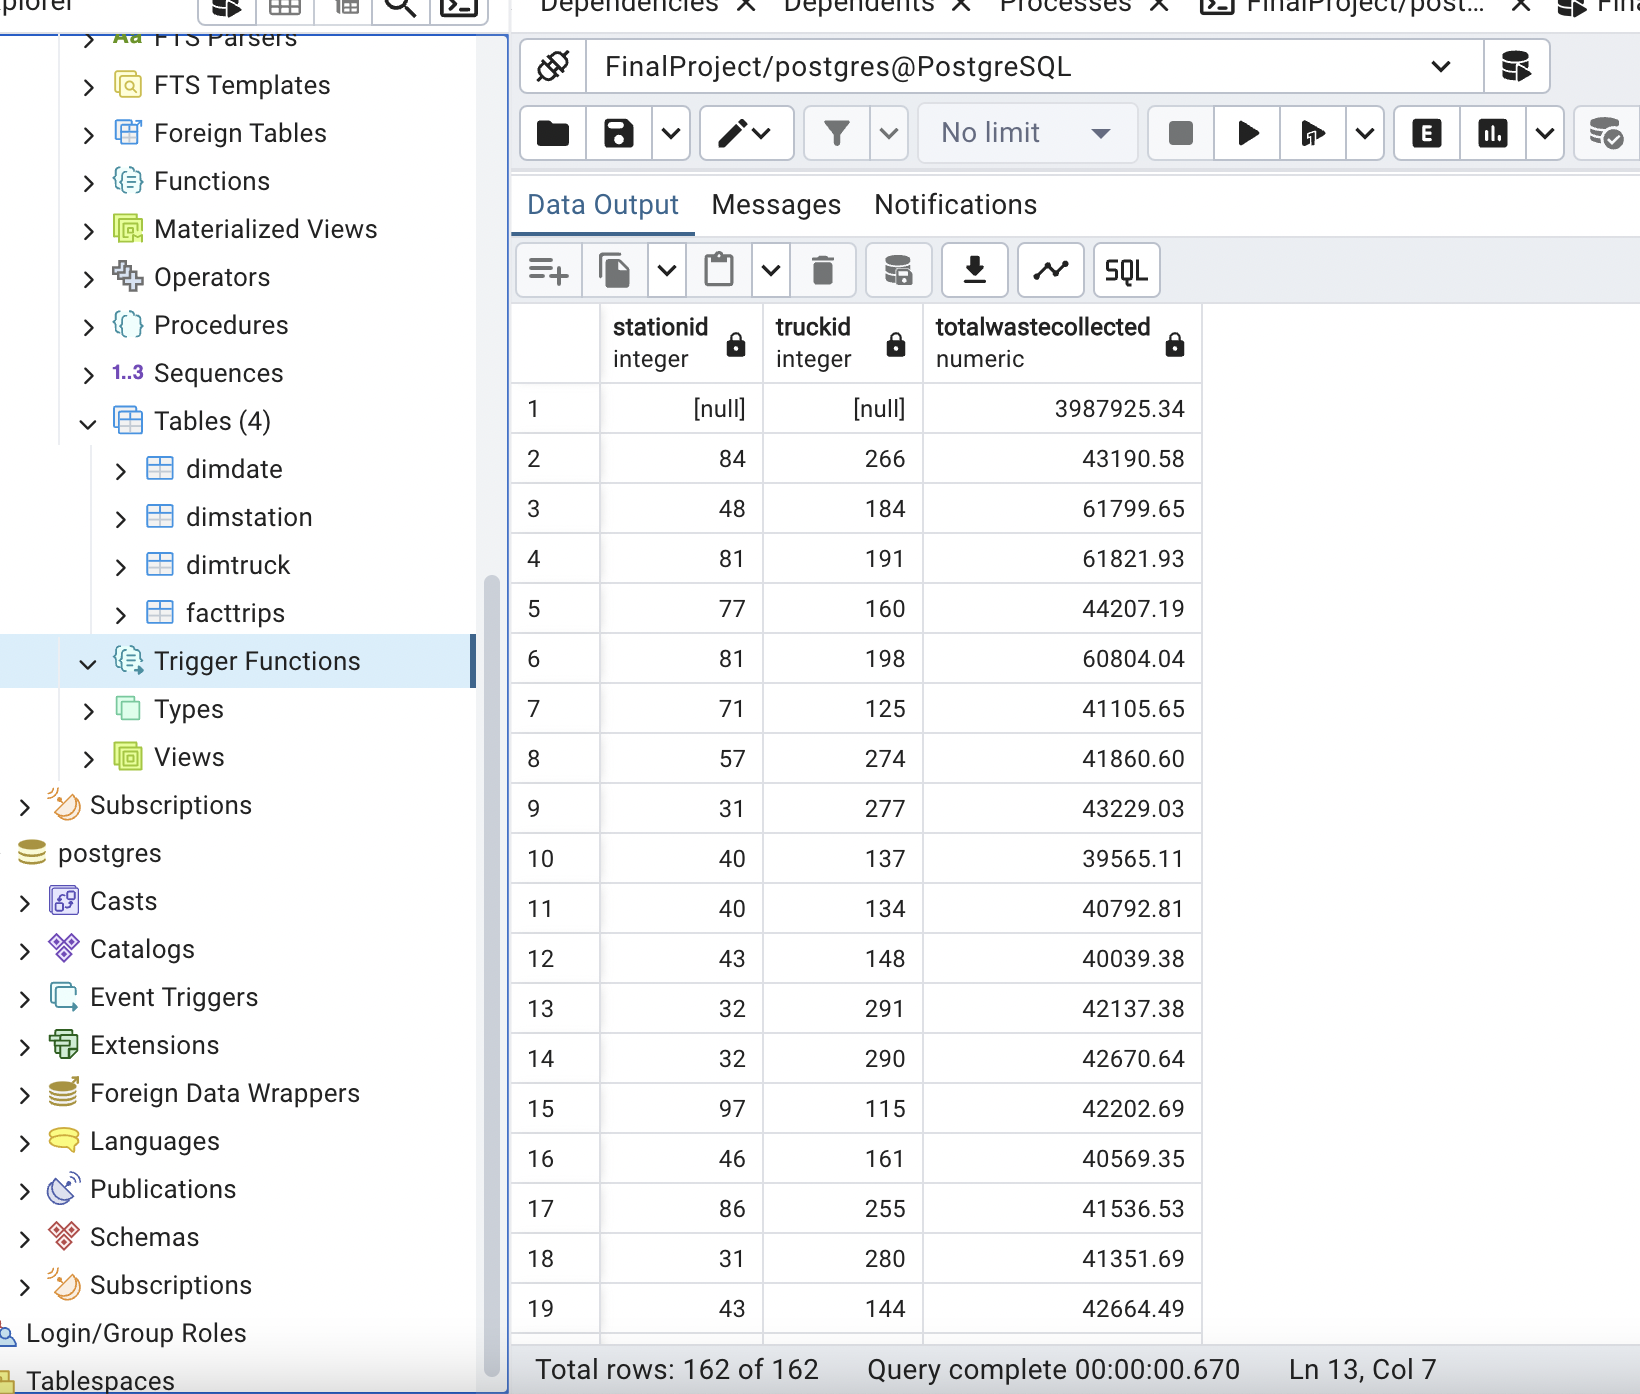 plorer
Aa FTS Parsers
FTS Templates
Foreign Tables
Functions
Materialized Views
Operators
Procedures
1..3 Sequences
Tables (4)
dimdate
dimstation
dimtruck
facttrips
Trigger Functions
Types
Views
Subscriptions
postgres
Casts
Catalogs
Event Triggers
Extensions
Foreign Data Wrappers
Languages
Publications
Schemas
Subscriptions
Login/Group Roles
Tablespaces
Dependencies Dependents Processes FinalProject/post... Fina
FinalProject/postgres@PostgreSQL
No limit E
Data Output Messages Notifications
SQL
stationid truckid totalwastecollected
integer integer numeric
1 [null] [null] 3987925.34
2 84 266 43190.58
3 48 184 61799.65
4 81 191 61821.93
5 77 160 44207.19
6 81 198 60804.04
7 71 125 41105.65
8 57 274 41860.60
9 31 277 43229.03
10 40 137 39565.11
11 40 134 40792.81
12 43 148 40039.38
13 32 291 42137.38
14 32 290 42670.64
15 97 115 42202.69
16 46 161 40569.35
17 86 255 41536.53
18 31 280 41351.69
19 43 144 42664.49
Total rows: 162 of 162 Query complete 00:00:00.670 Ln 13, Col 7